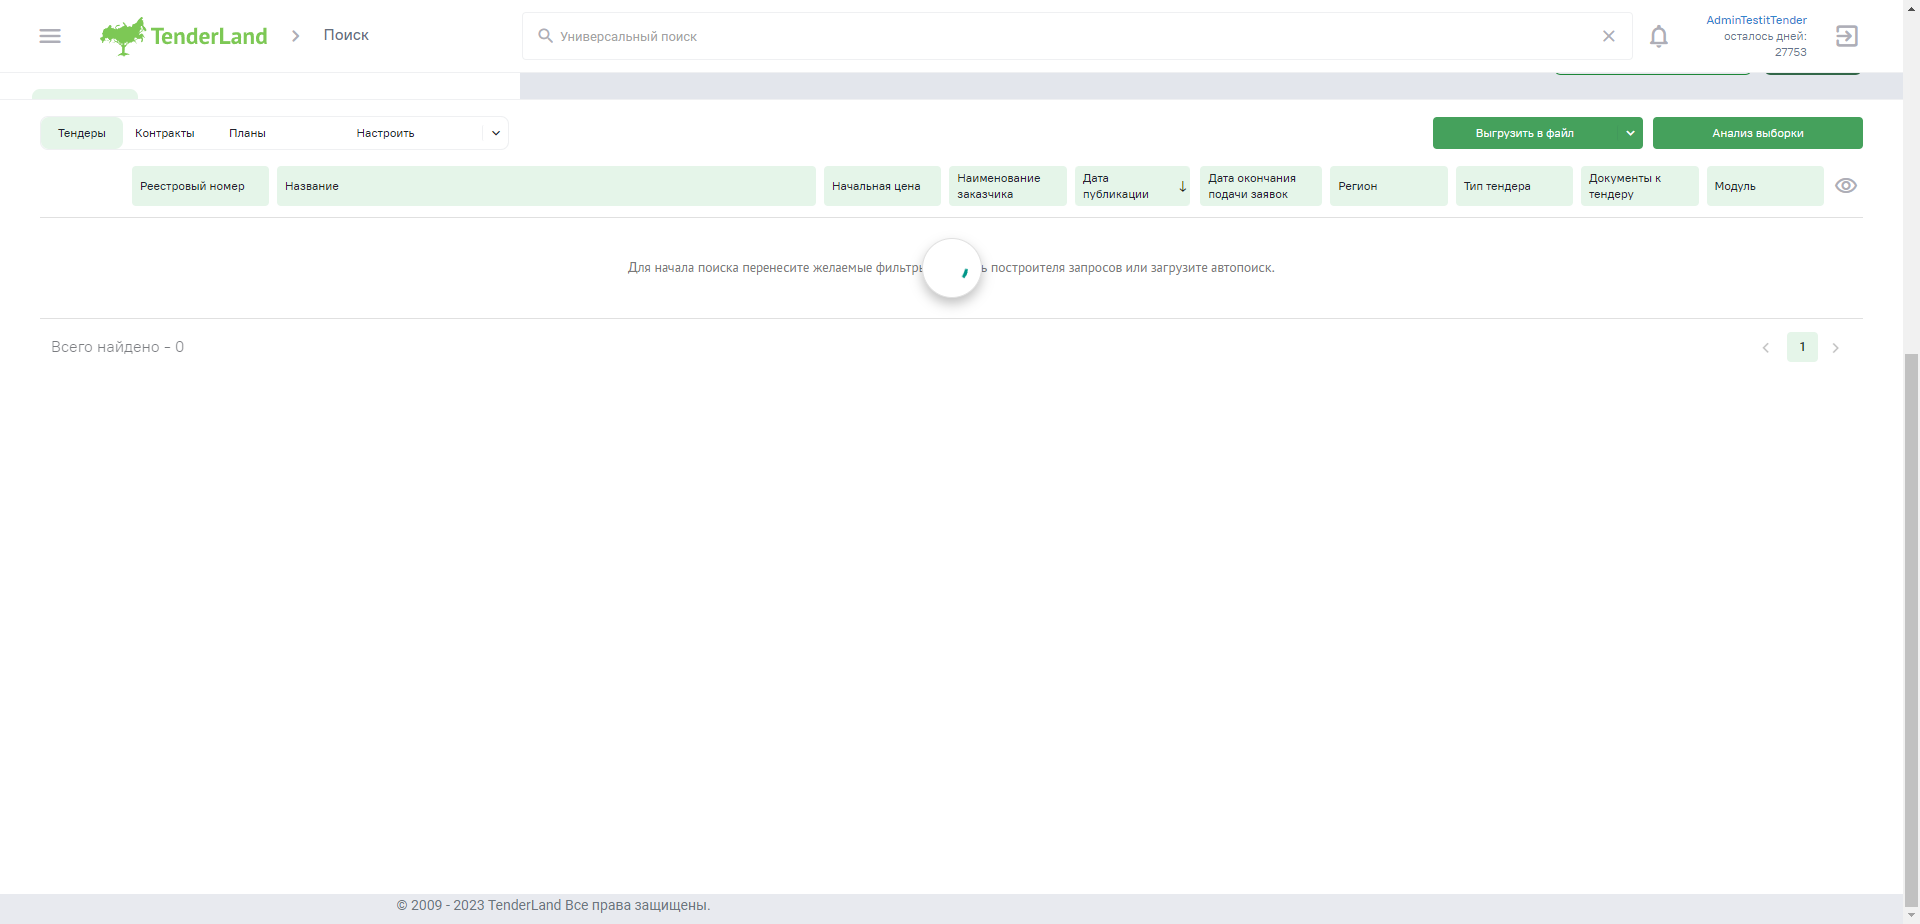 TenderLand
Поиск
Универсальный поиск
AdminTestitTender
осталось дней:
27753
Тендеры
Контракты
Планы
Настроить
Выгрузить в файл
Анализ выборки
Реестровый номер
Название
Начальная цена
Наименование
заказчика
Дата
публикации
Дата окончания
подачи заявок
Регион
Тип тендера
Документы к
тендеру
Модуль
Для начала поиска перенесите желаемые построителя запросов или загрузите автопоиск.
Всего найдено - 0
1
© 2009 - 2023 TenderLand Все права защищены.